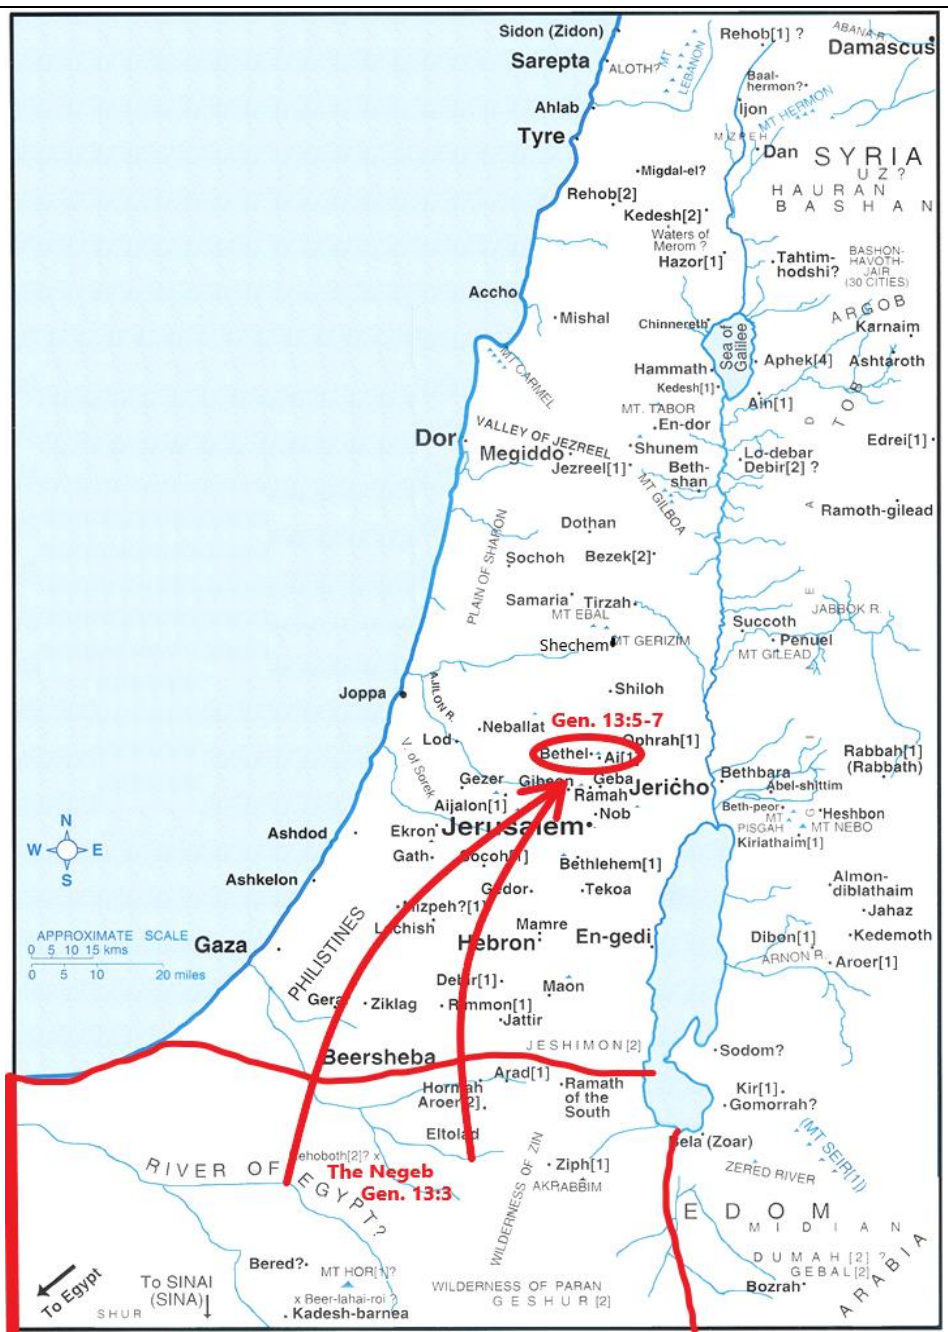 Sidon (Zidon)
Sarepta
ALOTH?
MT LEBANON
Rehob[1] ?
ABANA R.
Damascus
Baal-
hermon?
Ijon
MT HERMON
Ahlab
Tyre
MIZPEH
Dan
SYRIA
UZ?
HAURAN
BASHAN
Migdal-el?
Rehob[2]
Kedesh[2]
Waters of
Merom ?
Hazor[1]
Tahtim-
hodshi?
BASHON-
HAVOTH-
JAIR
(30 CITIES)
Accho
Mishal
Chinnereth
Sea of
Galilee
ARGOB
Karnaim
Aphek[4]
Ashtaroth
MT CARMEL
Hammath
Kedesh[1]
Ain[1]
TOB
MT. TABOR
En-dor
Dor
VALLEY OF JEZREEL
Megiddo
Shunem
Jezreel[1]
Beth-
shan
Lo-debar
Debir[2] ?
Edrei[1]
MT GILBOA
Ramoth-gilead
Dothan
PLAIN OF SHARON
Sochoh
Bezek[2]
Samaria
Tirzah
MT EBAL
Shechem
MT GERIZIM
Succoth
JABBOK R.
Penuel
MT GILEAD
Joppa
AJILON R.
Shiloh
Gen. 13:5-7
Neballat
Lod
Ophrah[1]
Bethel
Ai[1]
V. of Sorek
Rabbah[1]
(Rabbath)
Gezer
Gibeon
Geba
Jericho
Bethbara
Abel-shittim
Ramah
Aijalon[1]
Nob
Beth-peor
MT
PISGAH
Heshbon
MT NEBO
Kiriathaim[1]
N
W
E
S
Ashdod
Ekron
Jerusalem
Gath
Socoh[1]
Bethlehem[1]
Ashkelon
Gedor
Tekoa
Almon-
diblathaim
Jahaz
Mizpeh?[1]
Lachish
Mamre
APPROXIMATE SCALE
0 5 10 15 kms
0 5 10 20 miles
Gaza
PHILISTINES
Hebron
En-gedi
Dibon[1]
Kedemoth
ARNON R.
Aroer[1]
Debir[1]
Maon
Gerar
Ziklag
Rimmon[1]
Jattir
Beersheba
JESHIMON[2]
Sodom?
Arad[1]
Hormah
Aroer[2]
Ramath
of the
South
Kir[1]
Gomorrah?
Eltolad
Bela (Zoar)
(MT SEIR[1])
RIVER OF EGYPT?
Rehoboth[2]? x
The Negeb
Gen. 13:3
WILDERNESS OF ZIN
Ziph[1]
AKRABBIM
ZERED RIVER
EDOM
MIDIAN
DUMAH[2] ?
GEBAL[2]
ARABIA
Bered?
MT HOR[1]?
To Egypt
To SINAI
(SINA)
SHUR
x Beer-lahai-roi ?
Kadesh-barnea
WILDERNESS OF PARAN
GESHUR [2]
Bozrah